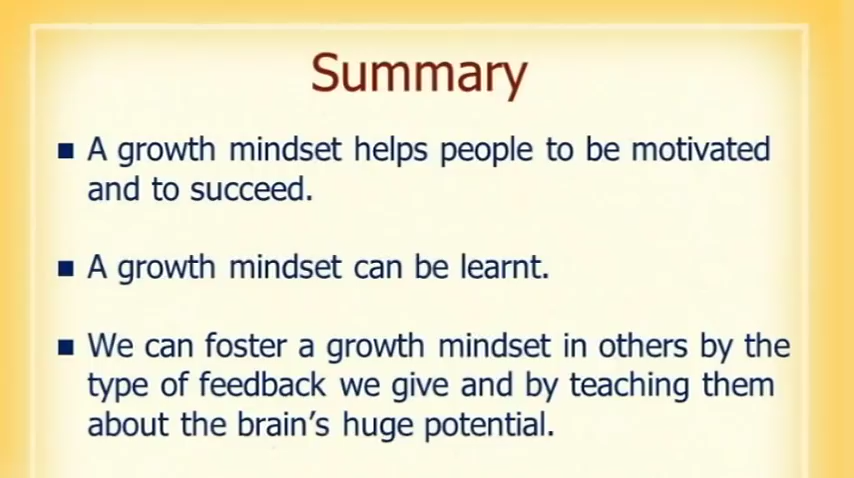 Summary
■ A growth mindset helps people to be motivated
and to succeed.
■ A growth mindset can be learnt.
■ We can foster a growth mindset in others by the
type of feedback we give and by teaching them
about the brain's huge potential.